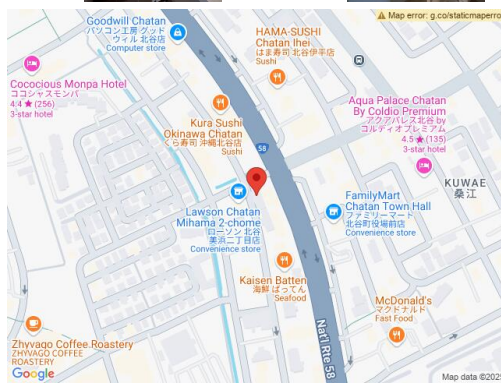 Goodwill Chatan
パソコン工房 グッド
ウィル 北谷店
Computer store
HAMA-SUSHI
Chatan Ihei
はま寿司 北谷伊平店
Sushi
Map error: g.co/staticmaperro
Cococious Monpa Hotel
ココシャスモンパ
4.4 ★ (256)
3-star hotel
Kura Sushi
Okinawa Chatan
くら寿司 沖縄北谷店
Sushi
58
Aqua Palace Chatan
By Coldio Premium
アクアパレス北谷 by
コルディオプレミアム
4.5 ★ (135)
3-star hotel
KUWAE
桑江
Lawson Chatan
Mihama 2-chome
ローソン 北谷
美浜二丁目店
Convenience store
FamilyMart
Chatan Town Hall
ファミリーマート
北谷町役場前店
Convenience store
Kaisen Batten
海鮮 ばってん
Seafood
Nat'l Rte 58
McDonald's
マクドナルド
Fast Food
Zhyvago Coffee Roastery
ZHYVAGO COFFEE
ROASTERY
Google
Map data ©2025